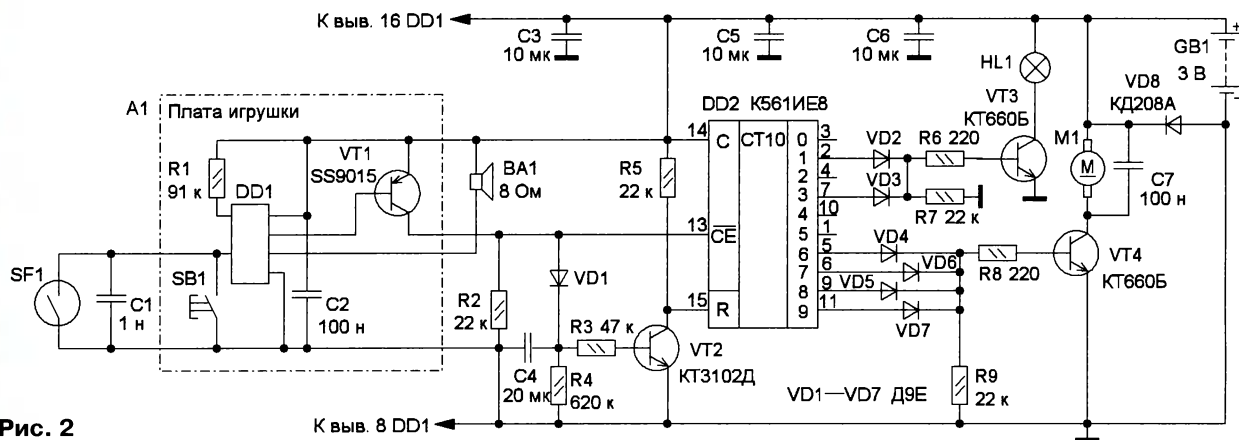 К выв. 16 DD1
C3
10 мк
C5
10 мк
C6
10 мк
HL1
GB1
+
3 В
−
VD8
КД208А
A1
Плата игрушки
R1
91 к
VT1
SS9015
DD1
BA1
8 Ом
R5
22 к
DD2 К561ИЕ8
14
C
CT10
13
CE
15
R
0 3
1 2
2 4
3 7
4 10
5 1
6 5
7 6
8 9
9 11
VD2
R6 220
VT3
КТ660Б
VD3
R7 22 к
M1
M
C7
100 н
VD4
VD6
VD5
VD7
R8 220
VT4
КТ660Б
SF1
C1
1 н
SB1
C2
100 н
R2
22 к
VD1
R3 47 к
C4
20 мк
R4
620 к
VT2
КТ3102Д
VD1—VD7 Д9Е
R9
22 к
Рис. 2
К выв. 8 DD1